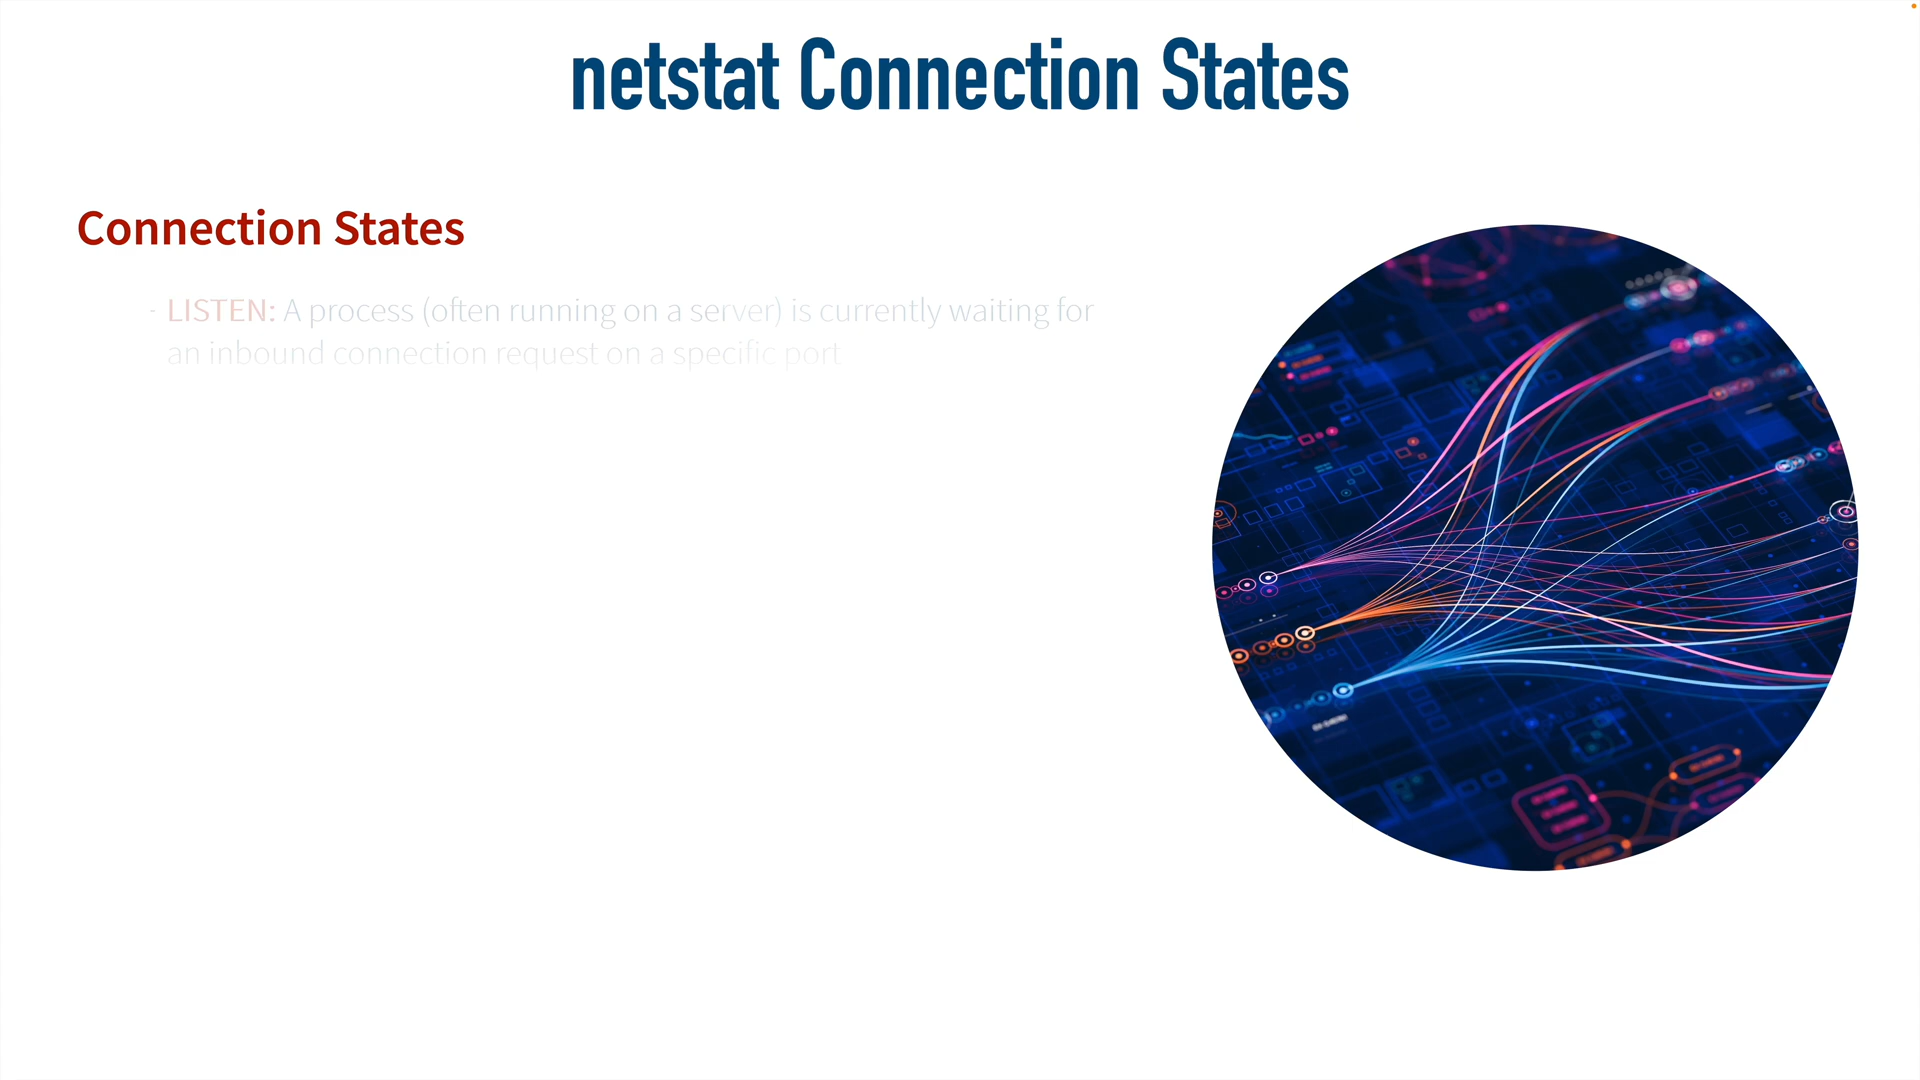 netstat Connection States
Connection States
- LISTEN: A process (often running on a server) is currently waiting for
an inbound connection request on a specific port